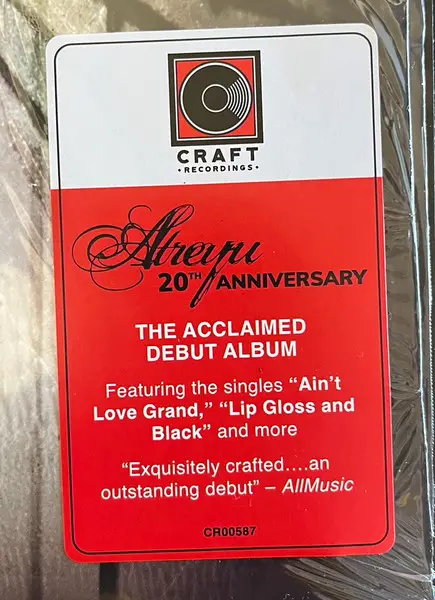 CRAFT
• RECORDINGS •
Atreyu
20TH ANNIVERSARY
THE ACCLAIMED
DEBUT ALBUM
Featuring the singles “Ain’t
Love Grand,” “Lip Gloss and
Black” and more
“Exquisitely crafted....an
outstanding debut” – AllMusic
CR00587